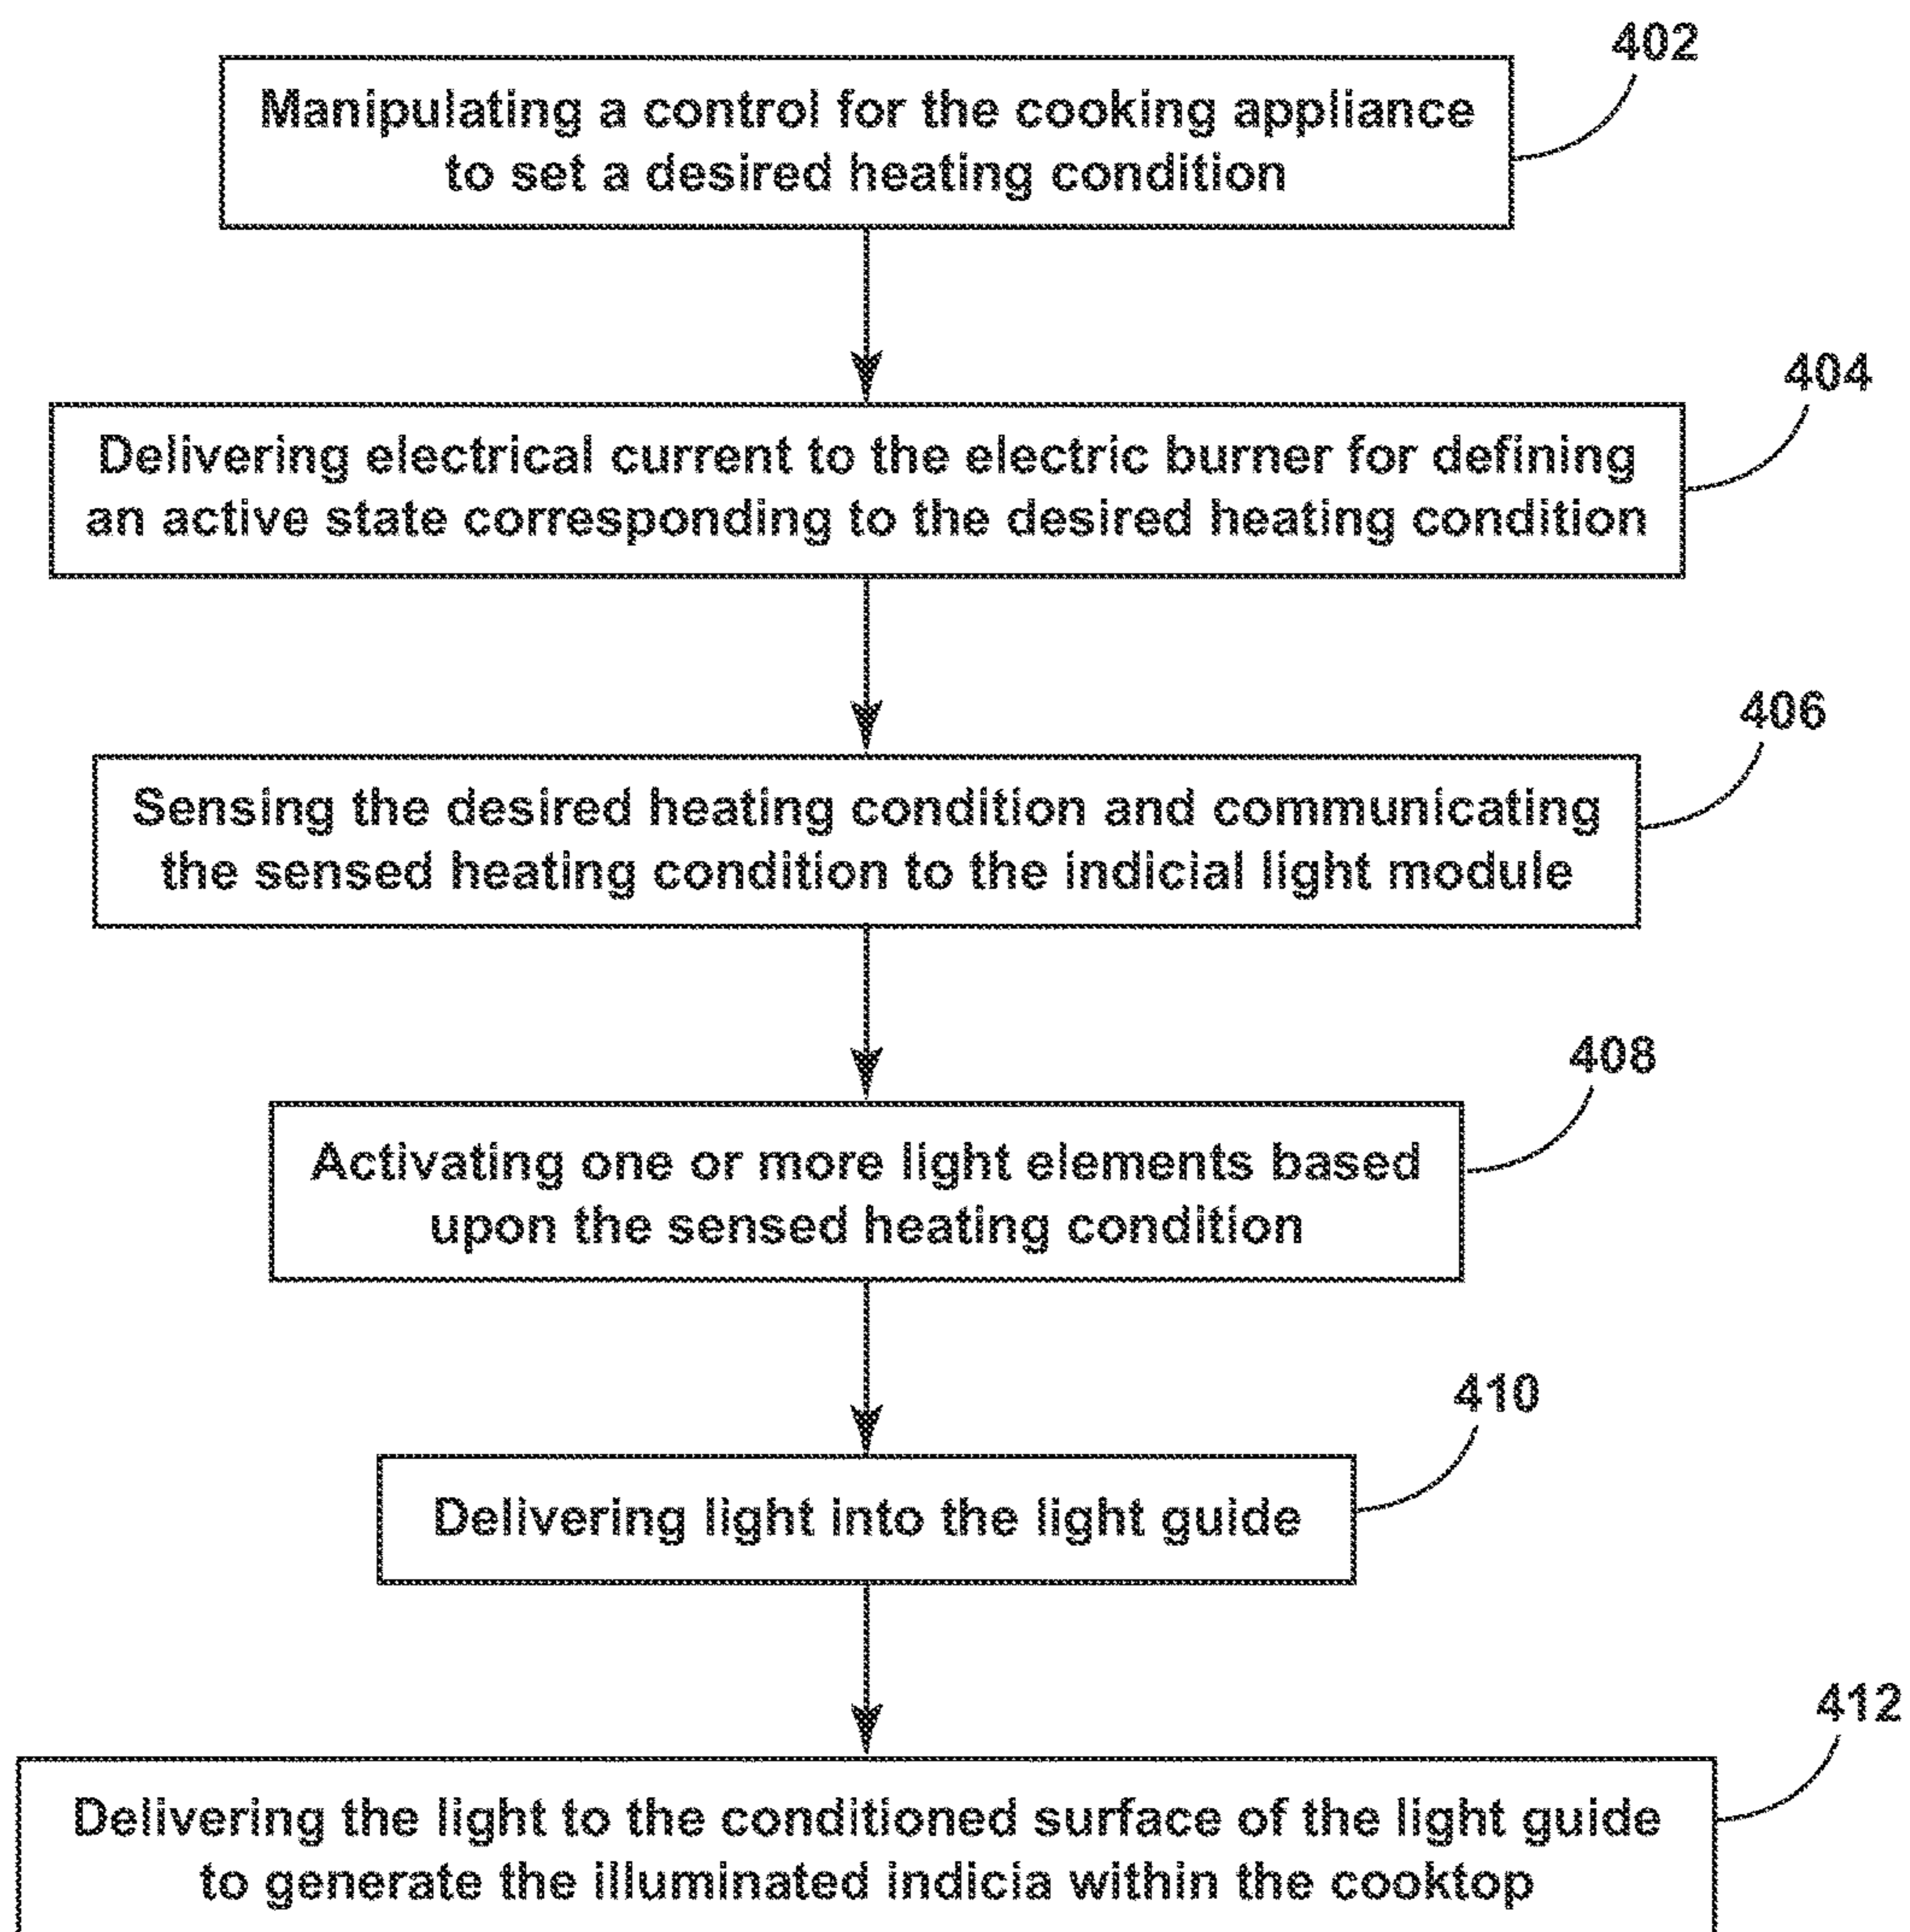 402
Manipulating a control for the cooking appliance
to set a desired heating condition
404
Delivering electrical current to the electric burner for defining
an active state corresponding to the desired heating condition
406
Sensing the desired heating condition and communicating
the sensed heating condition to the indicial light module
408
Activating one or more light elements based
upon the sensed heating condition
410
Delivering light into the light guide
412
Delivering the light to the conditioned surface of the light guide
to generate the illuminated indicia within the cooktop